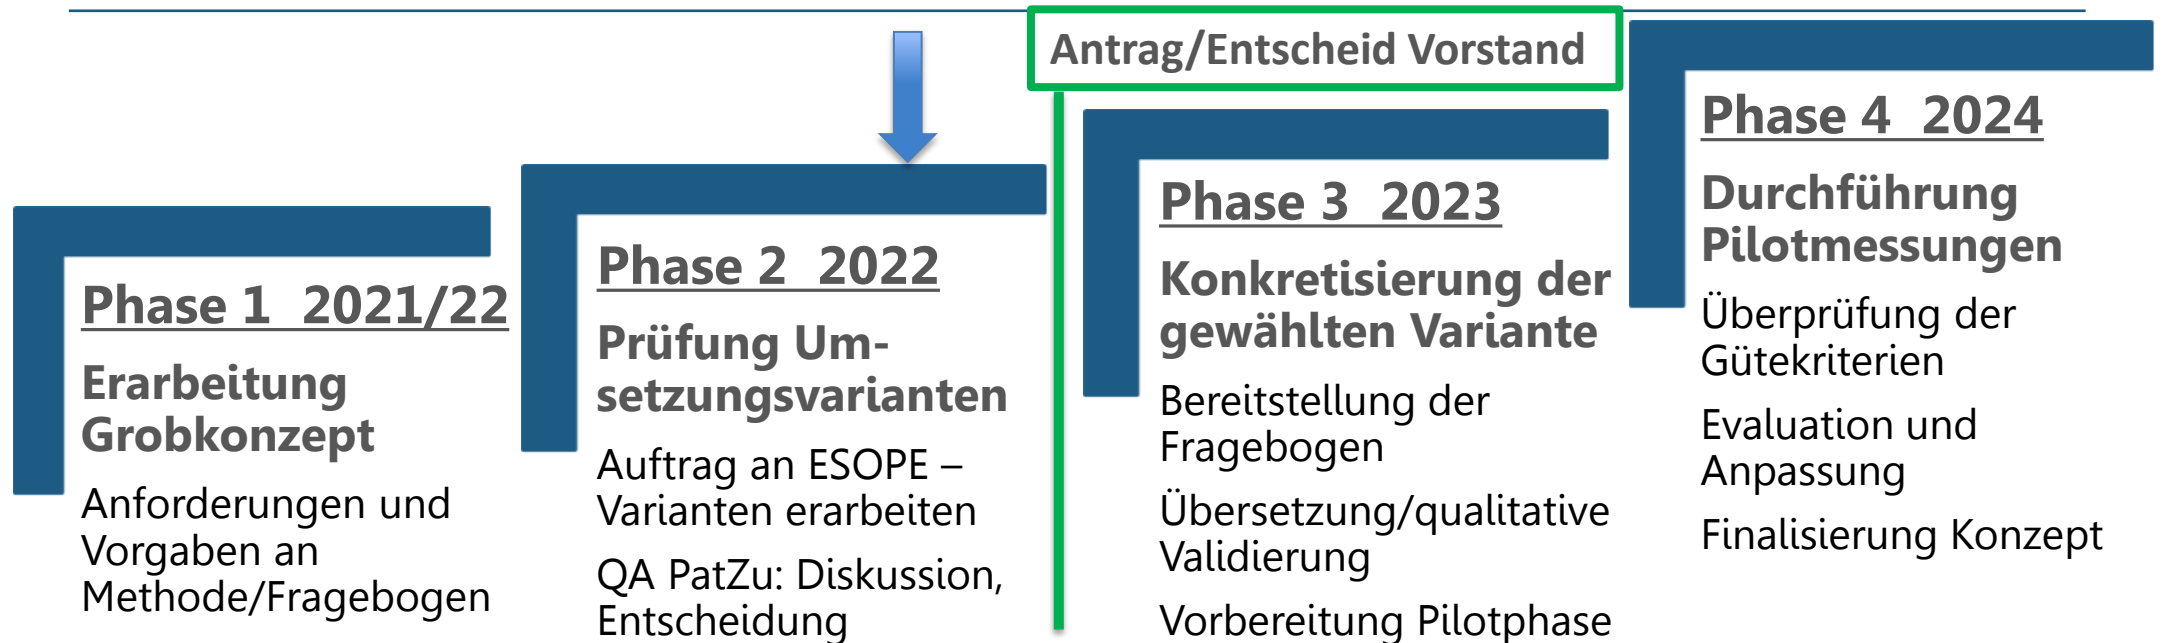 Antrag/Entscheid Vorstand
Phase 1  2021/22
Erarbeitung
Grobkonzept
Anforderungen und
Vorgaben an
Methode/Fragebogen
Phase 2  2022
Prüfung Um-
setzungsvarianten
Auftrag an ESOPE –
Varianten erarbeiten
QA PatZu: Diskussion,
Entscheidung
Phase 3  2023
Konkretisierung der
gewählten Variante
Bereitstellung der
Fragebogen
Übersetzung/qualitative
Validierung
Vorbereitung Pilotphase
Phase 4  2024
Durchführung
Pilotmessungen
Überprüfung der
Gütekriterien
Evaluation und
Anpassung
Finalisierung Konzept